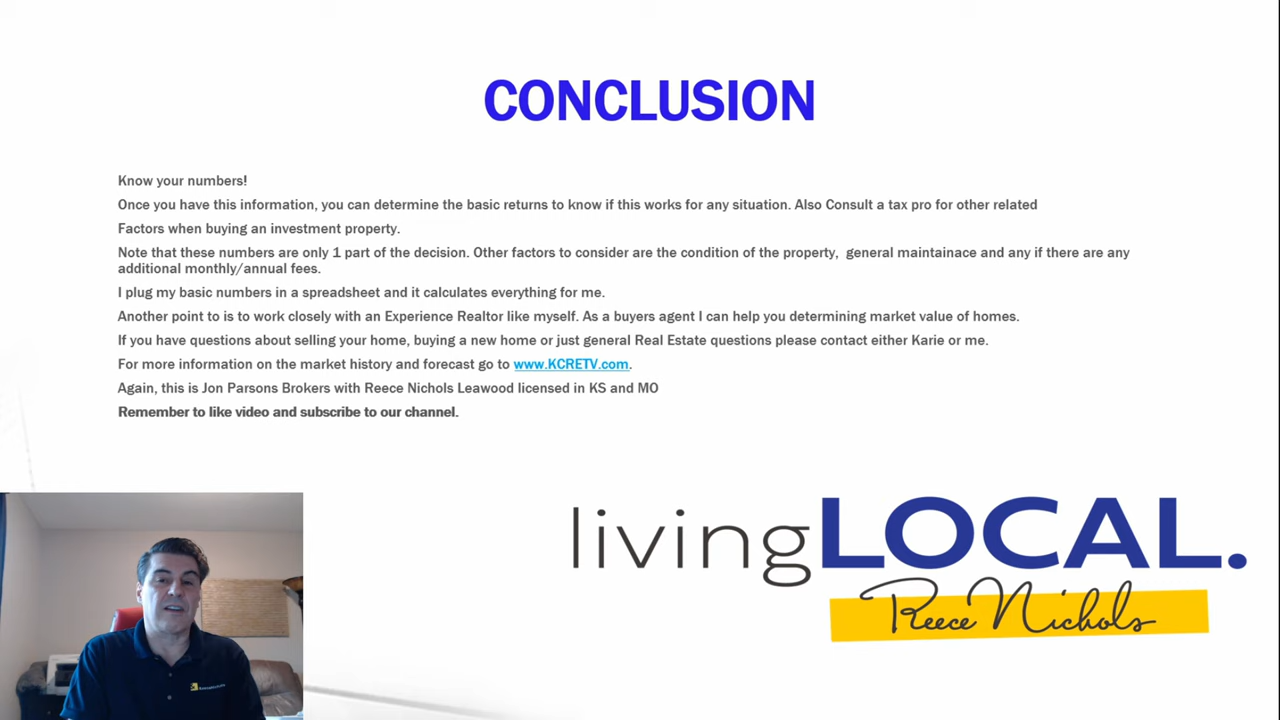 CONCLUSION
Know your numbers!
Once you have this information, you can determine the basic returns to know if this works for any situation. Also Consult a tax pro for other related
Factors when buying an investment property.
Note that these numbers are only 1 part of the decision. Other factors to consider are the condition of the property,  general maintainace and any if there are any
additional monthly/annual fees.
I plug my basic numbers in a spreadsheet and it calculates everything for me.
Another point to is to work closely with an Experience Realtor like myself. As a buyers agent I can help you determining market value of homes.
If you have questions about selling your home, buying a new home or just general Real Estate questions please contact either Karie or me.
For more information on the market history and forecast go to www.KCRETV.com.
Again, this is Jon Parsons Brokers with Reece Nichols Leawood licensed in KS and MO
Remember to like video and subscribe to our channel.
livingLOCAL.
ReeceNichols